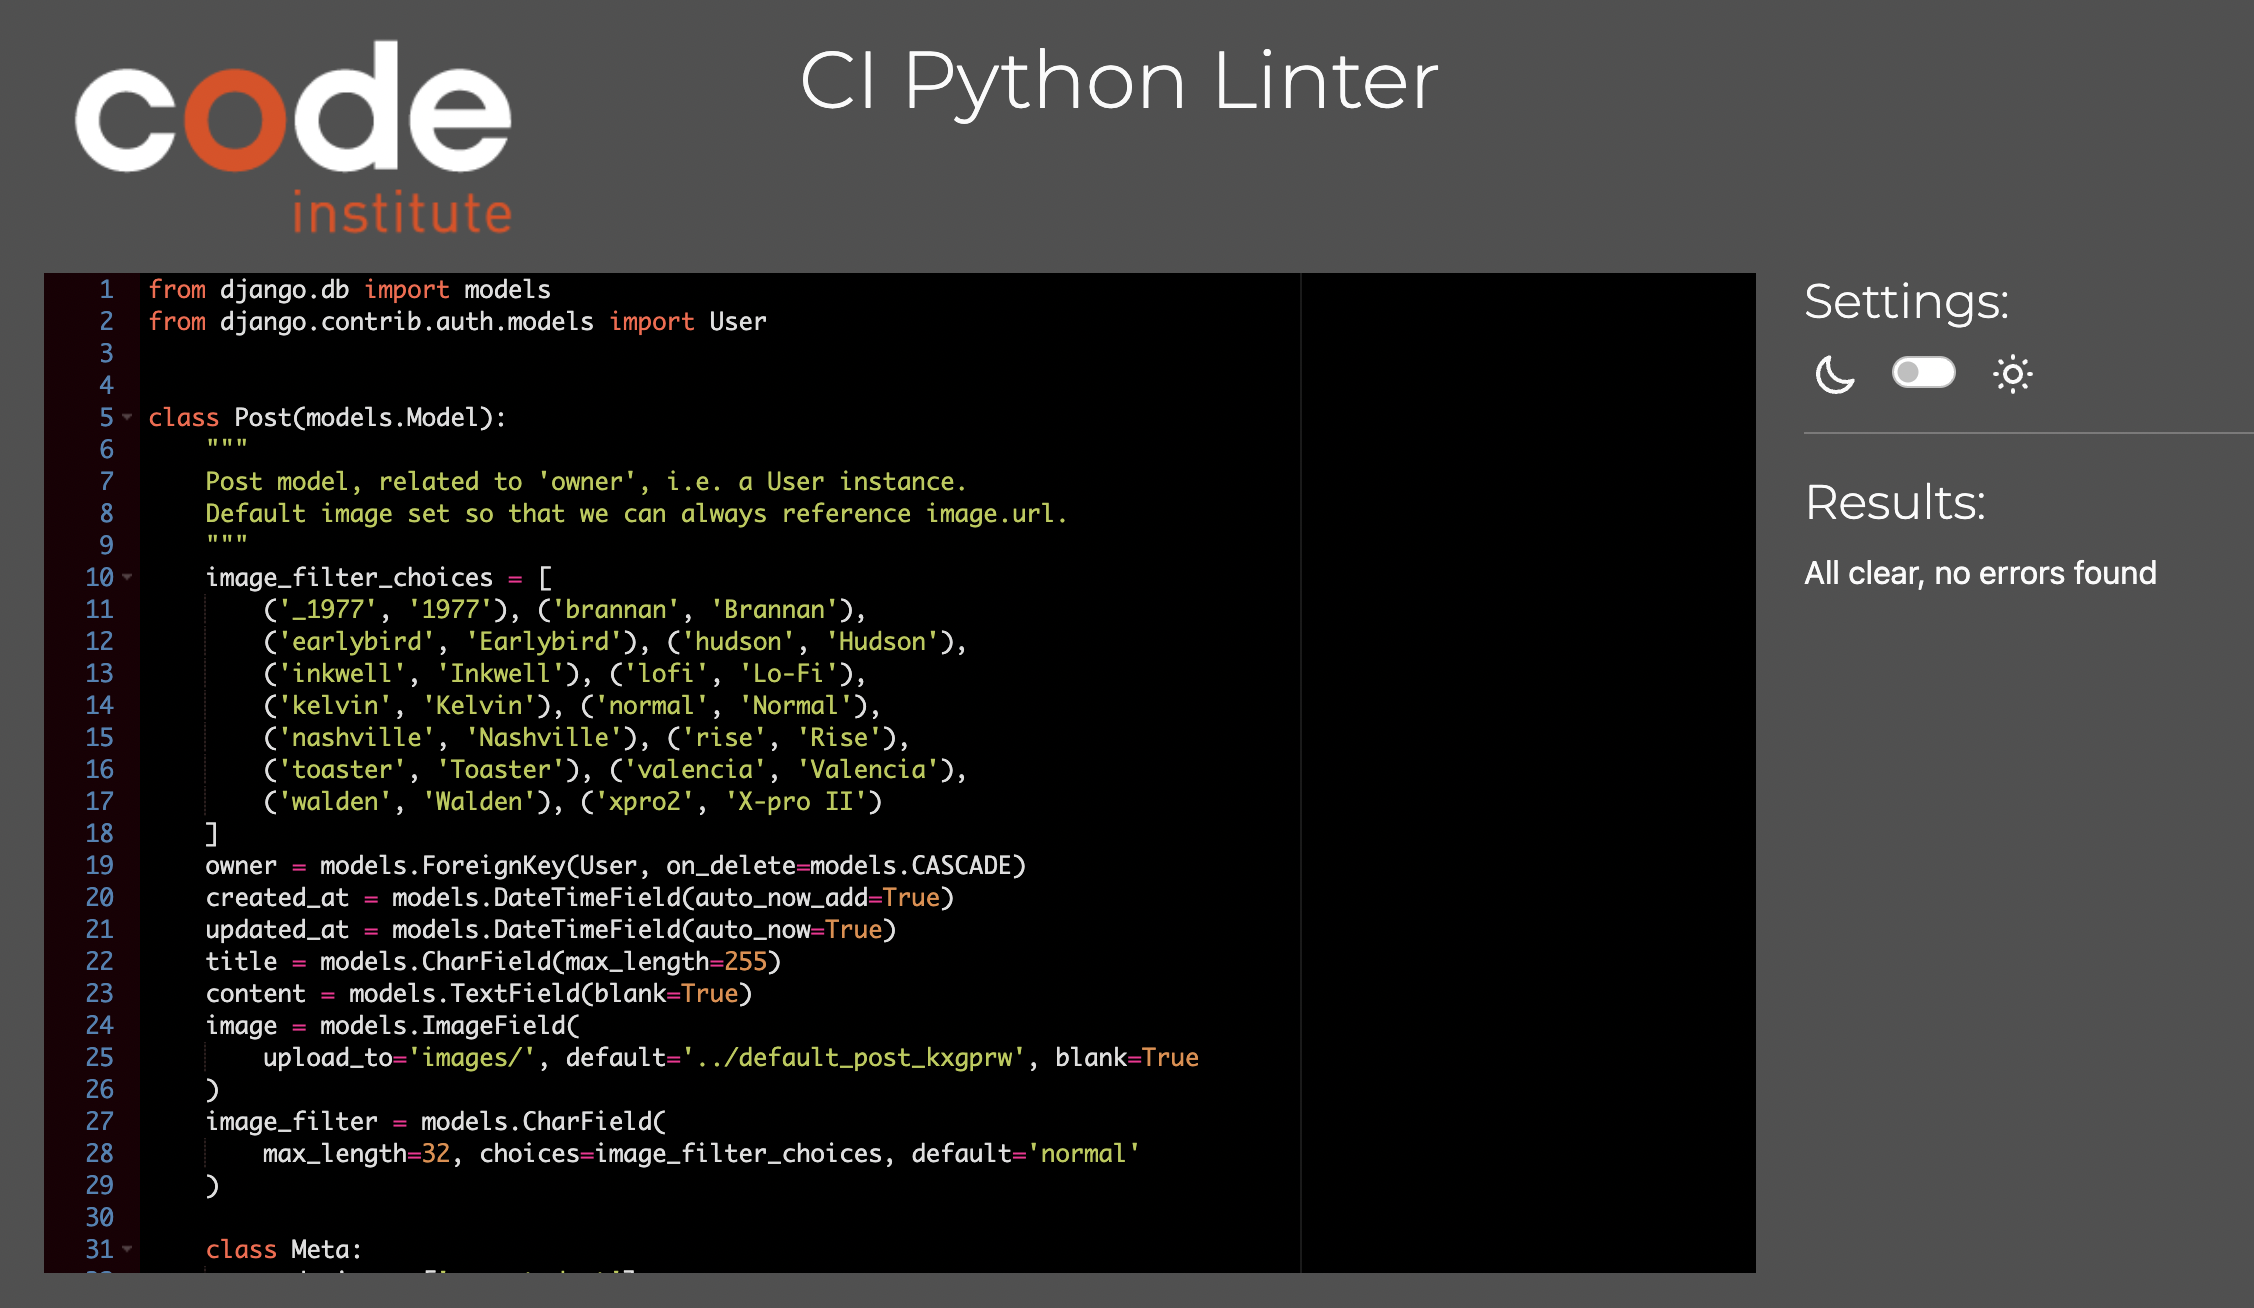 code
institute
CI Python Linter
1 from django.db import models
2 from django.contrib.auth.models import User
3
4
5 class Post(models.Model):
6     """
7     Post model, related to 'owner', i.e. a User instance.
8     Default image set so that we can always reference image.url.
9     """
10     image_filter_choices = [
11         ('_1977', '1977'), ('brannan', 'Brannan'),
12         ('earlybird', 'Earlybird'), ('hudson', 'Hudson'),
13         ('inkwell', 'Inkwell'), ('lofi', 'Lo-Fi'),
14         ('kelvin', 'Kelvin'), ('normal', 'Normal'),
15         ('nashville', 'Nashville'), ('rise', 'Rise'),
16         ('toaster', 'Toaster'), ('valencia', 'Valencia'),
17         ('walden', 'Walden'), ('xpro2', 'X-pro II')
18     ]
19     owner = models.ForeignKey(User, on_delete=models.CASCADE)
20     created_at = models.DateTimeField(auto_now_add=True)
21     updated_at = models.DateTimeField(auto_now=True)
22     title = models.CharField(max_length=255)
23     content = models.TextField(blank=True)
24     image = models.ImageField(
25         upload_to='images/', default='../default_post_kxgprw', blank=True
26     )
27     image_filter = models.CharField(
28         max_length=32, choices=image_filter_choices, default='normal'
29     )
30
31     class Meta:
Settings:
Results:
All clear, no errors found